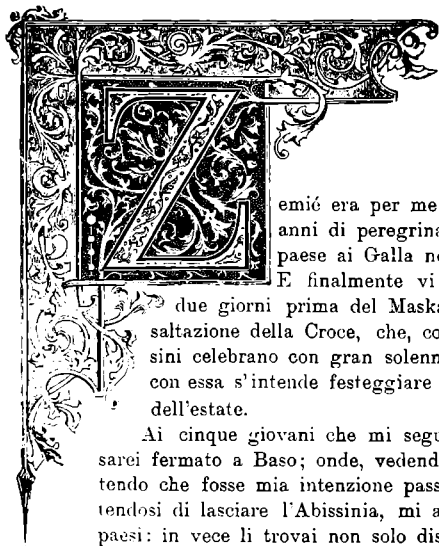 Zemié era per me
anni di peregrina
paese ai Galla ne
E finalmente vi
due giorni prima del Maska
saltazione della Croce, che, co
sini celebrano con gran solenn
con essa s'intende festeggiare
dell'estate.
Ai cinque giovani che mi segu
sarei fermato a Baso; onde, vedend
tendo che fosse mia intenzione pass
tendosi di lasciare l'Abissinia, mi a
paesi: in vece li trovai non solo dis